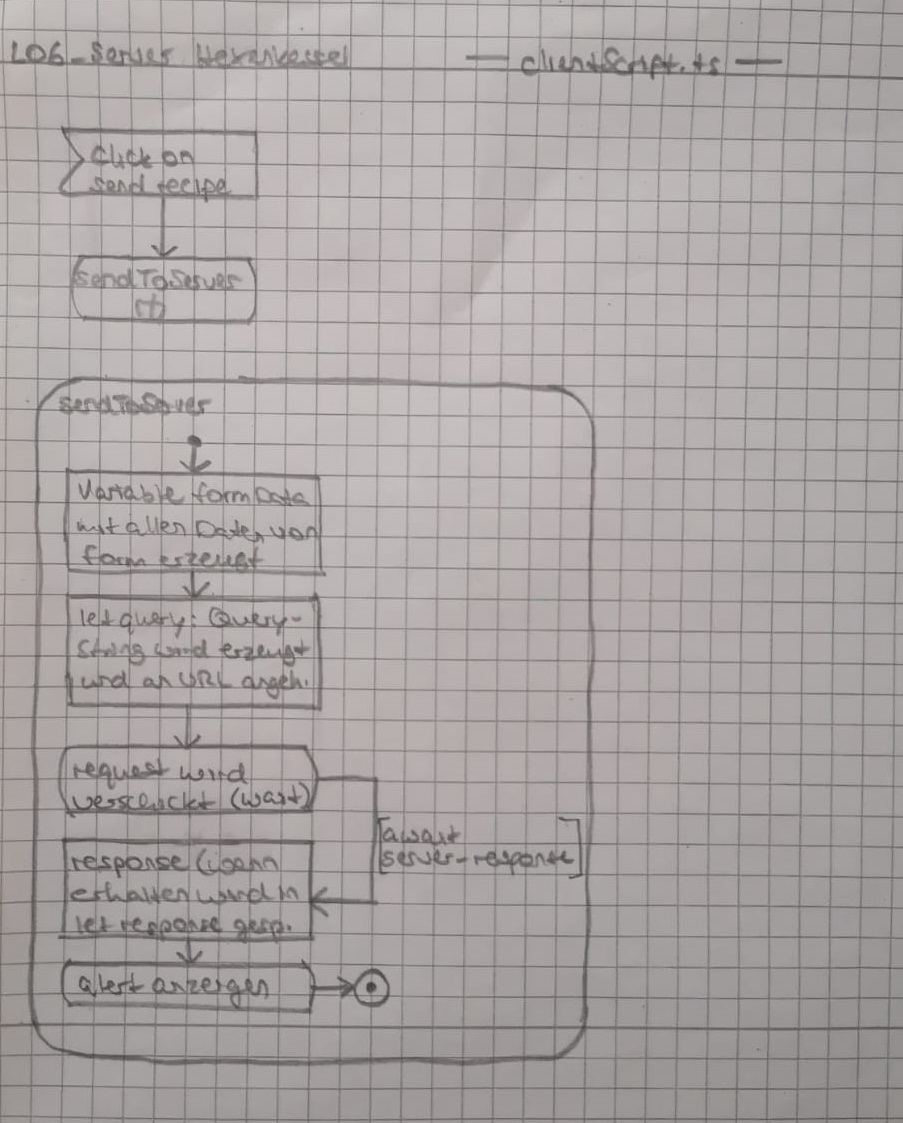 L06_Server Hexenkessel — clientScript.ts —
Click on
send recipe
sendToServer
sendToServer
Variable formData
mit allen Daten von
form erzeugt
let query: Query-
String wird erzeugt
und an URL angeh.
request wird
verschickt (wait)
[await
server-response]
response (wenn
erhalten wird in
let response gesp.
alert anzeigen